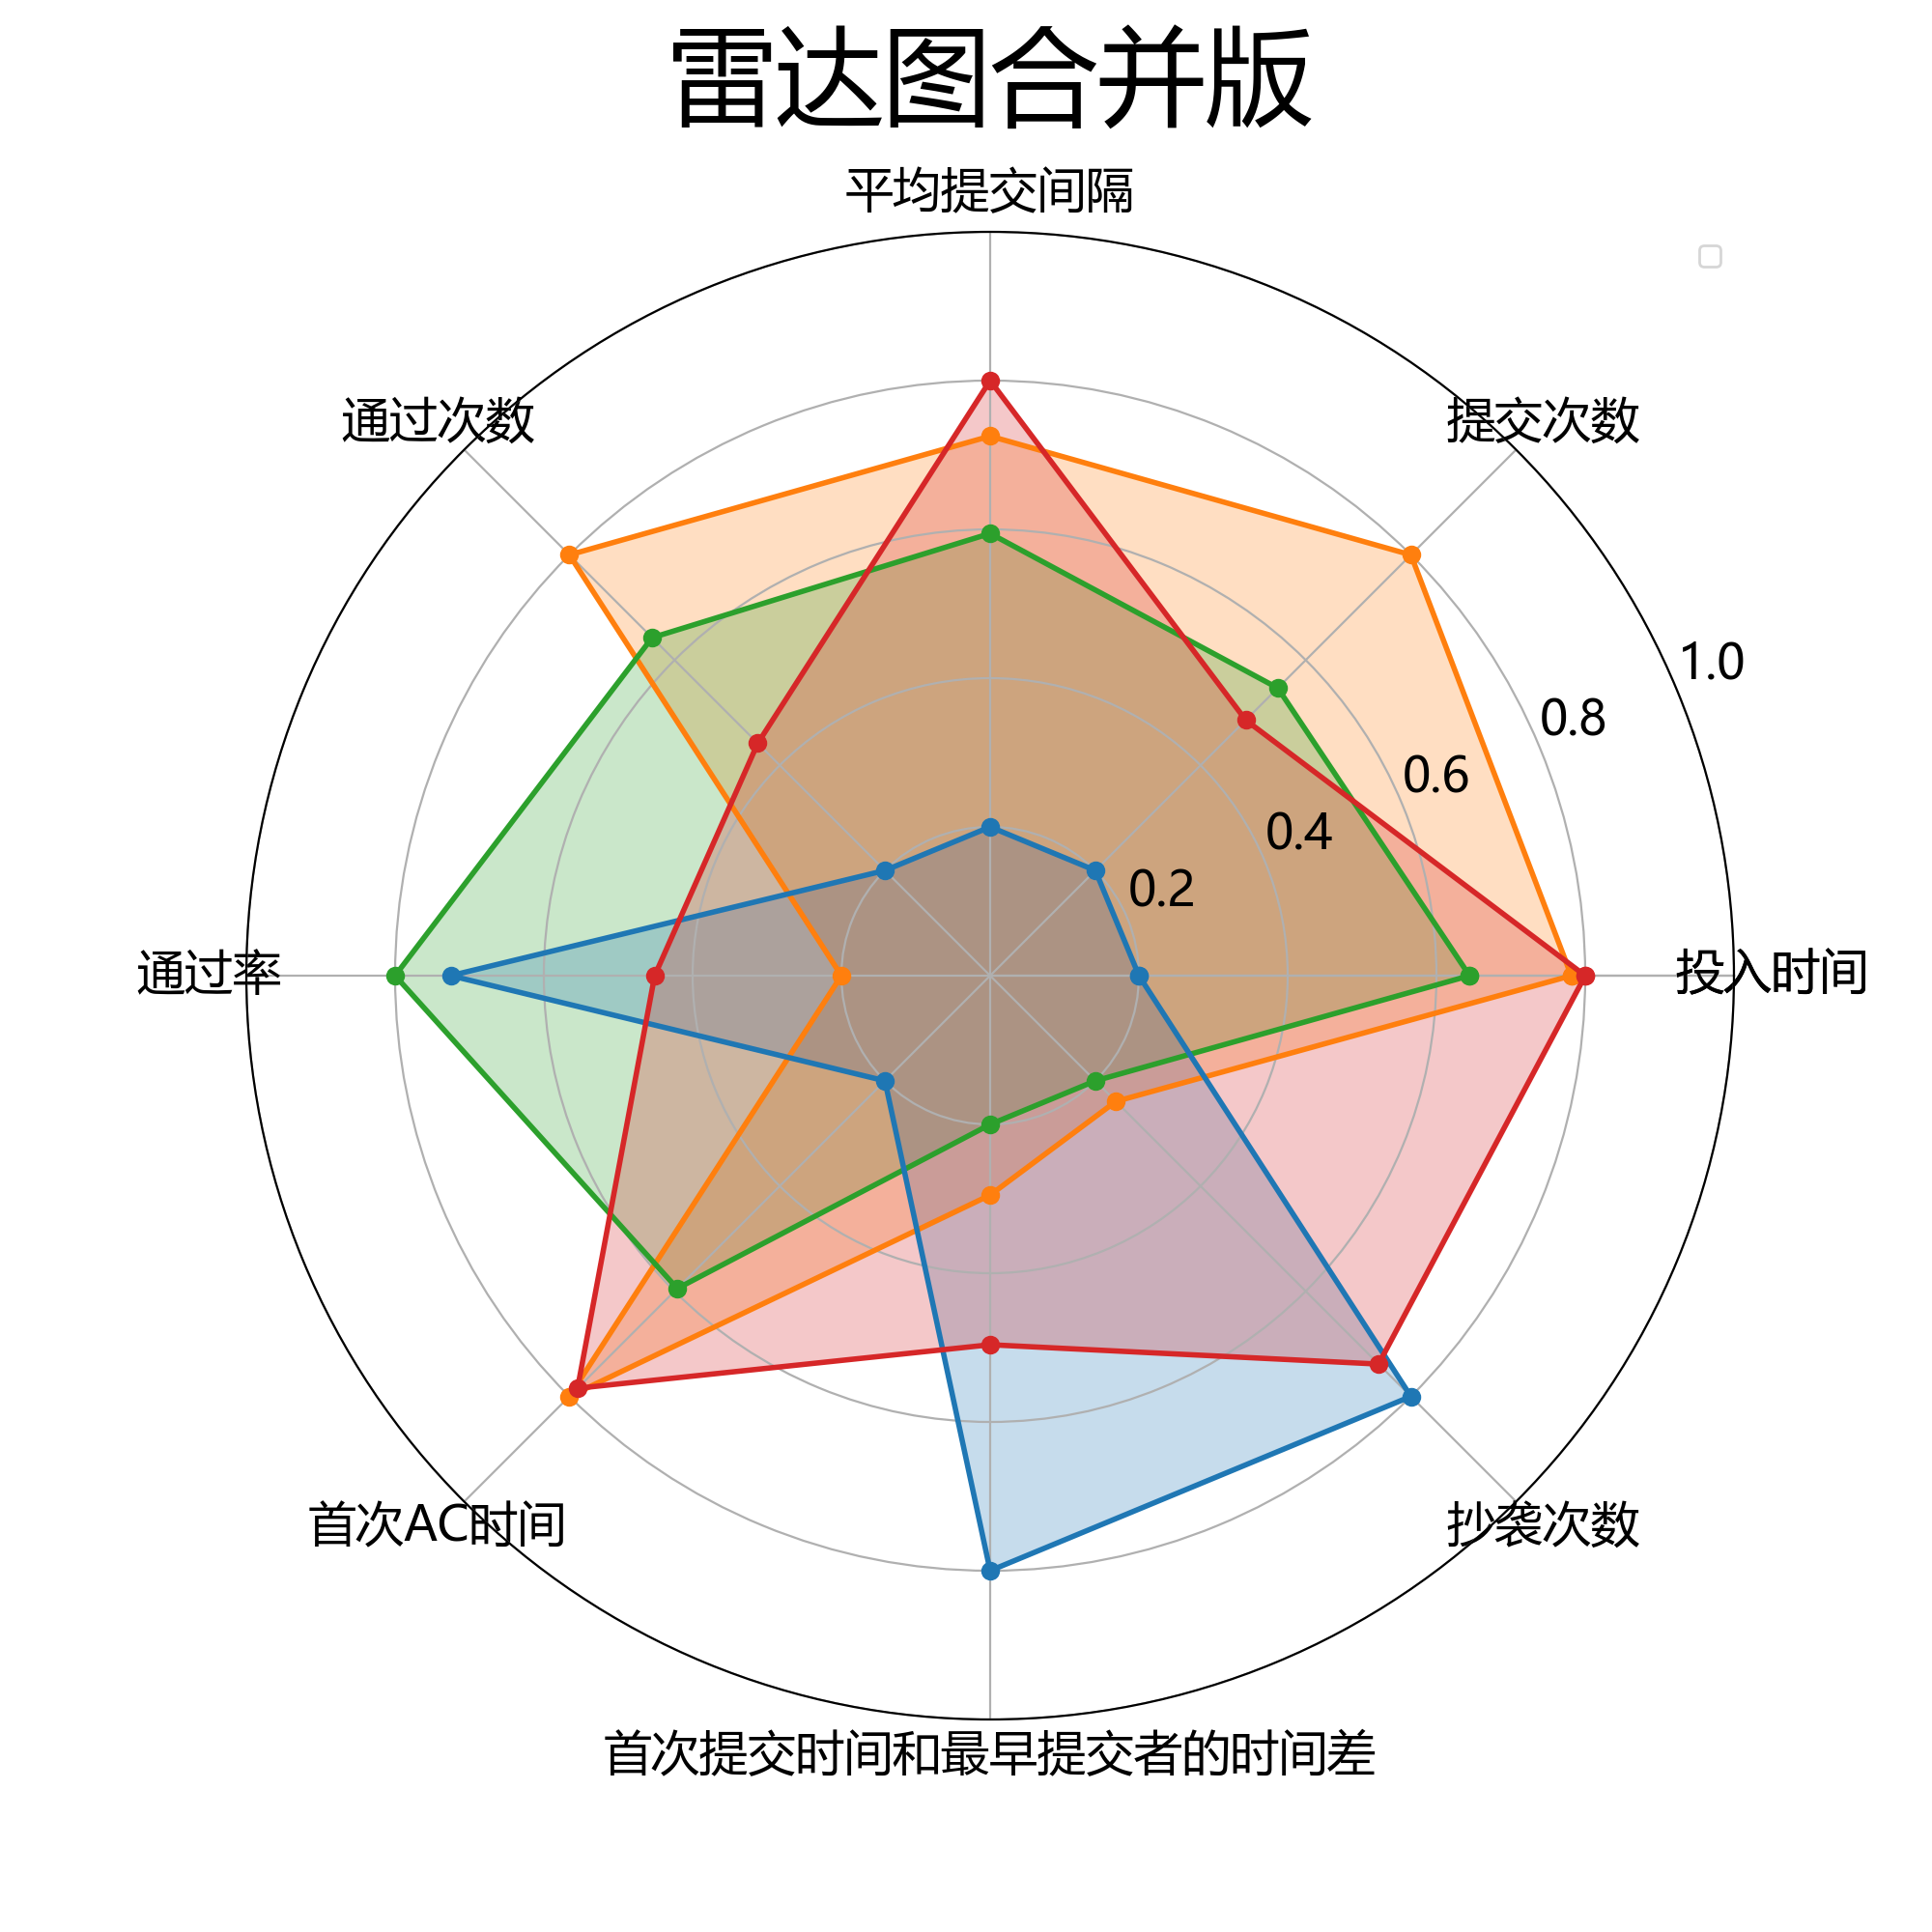 雷达图合并版
平均提交间隔
通过次数
提交次数
1.0
0.8
0.6
0.4
0.2
通过率
投入时间
首次AC时间
抄袭次数
首次提交时间和最早提交者的时间差